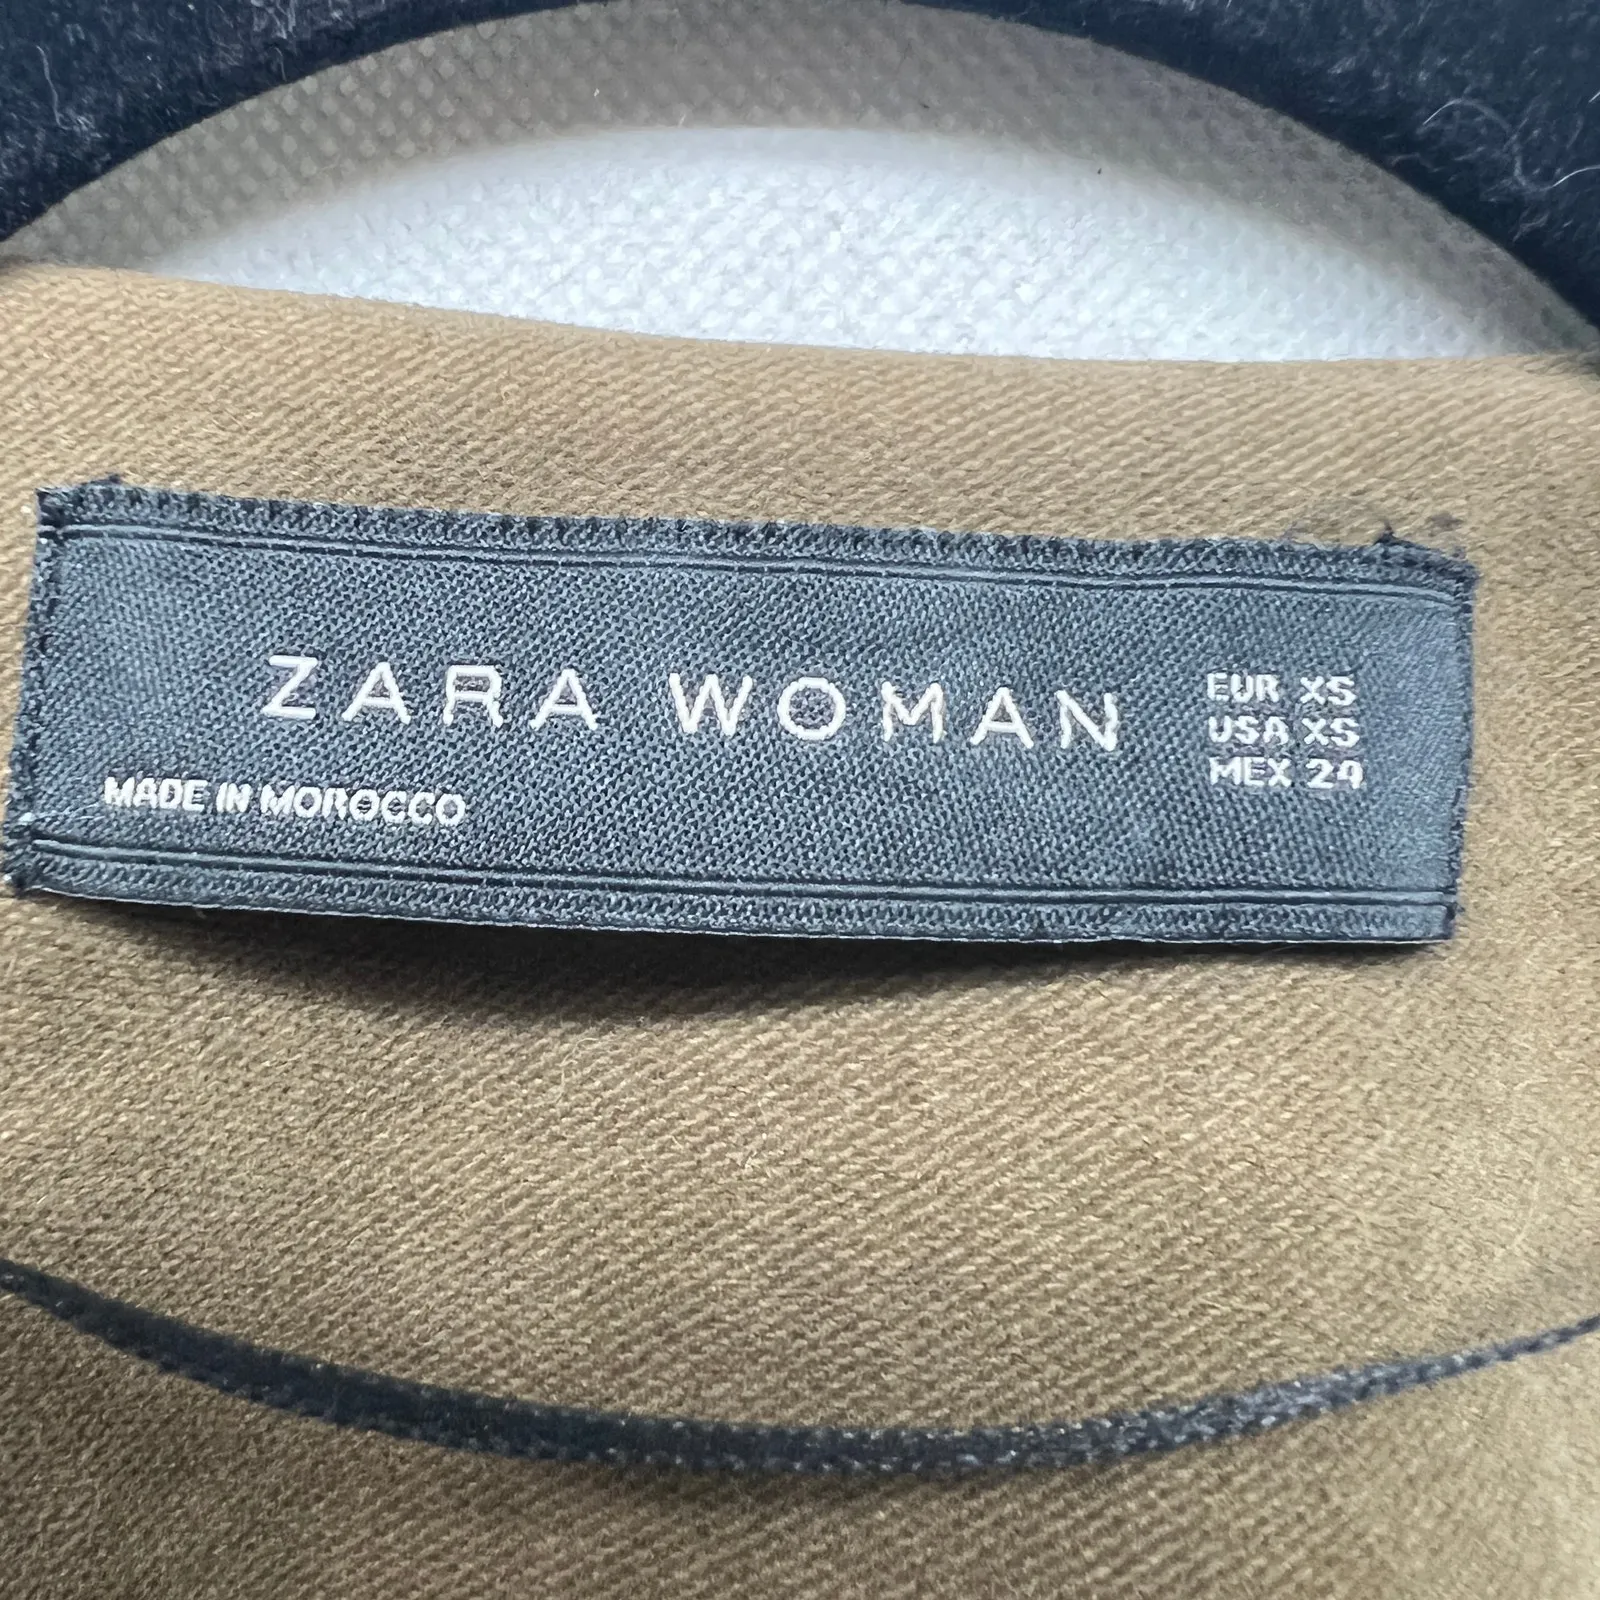 ZARA WOMAN
EUR XS
USA XS
MEX 24
MADE IN MOROCCO